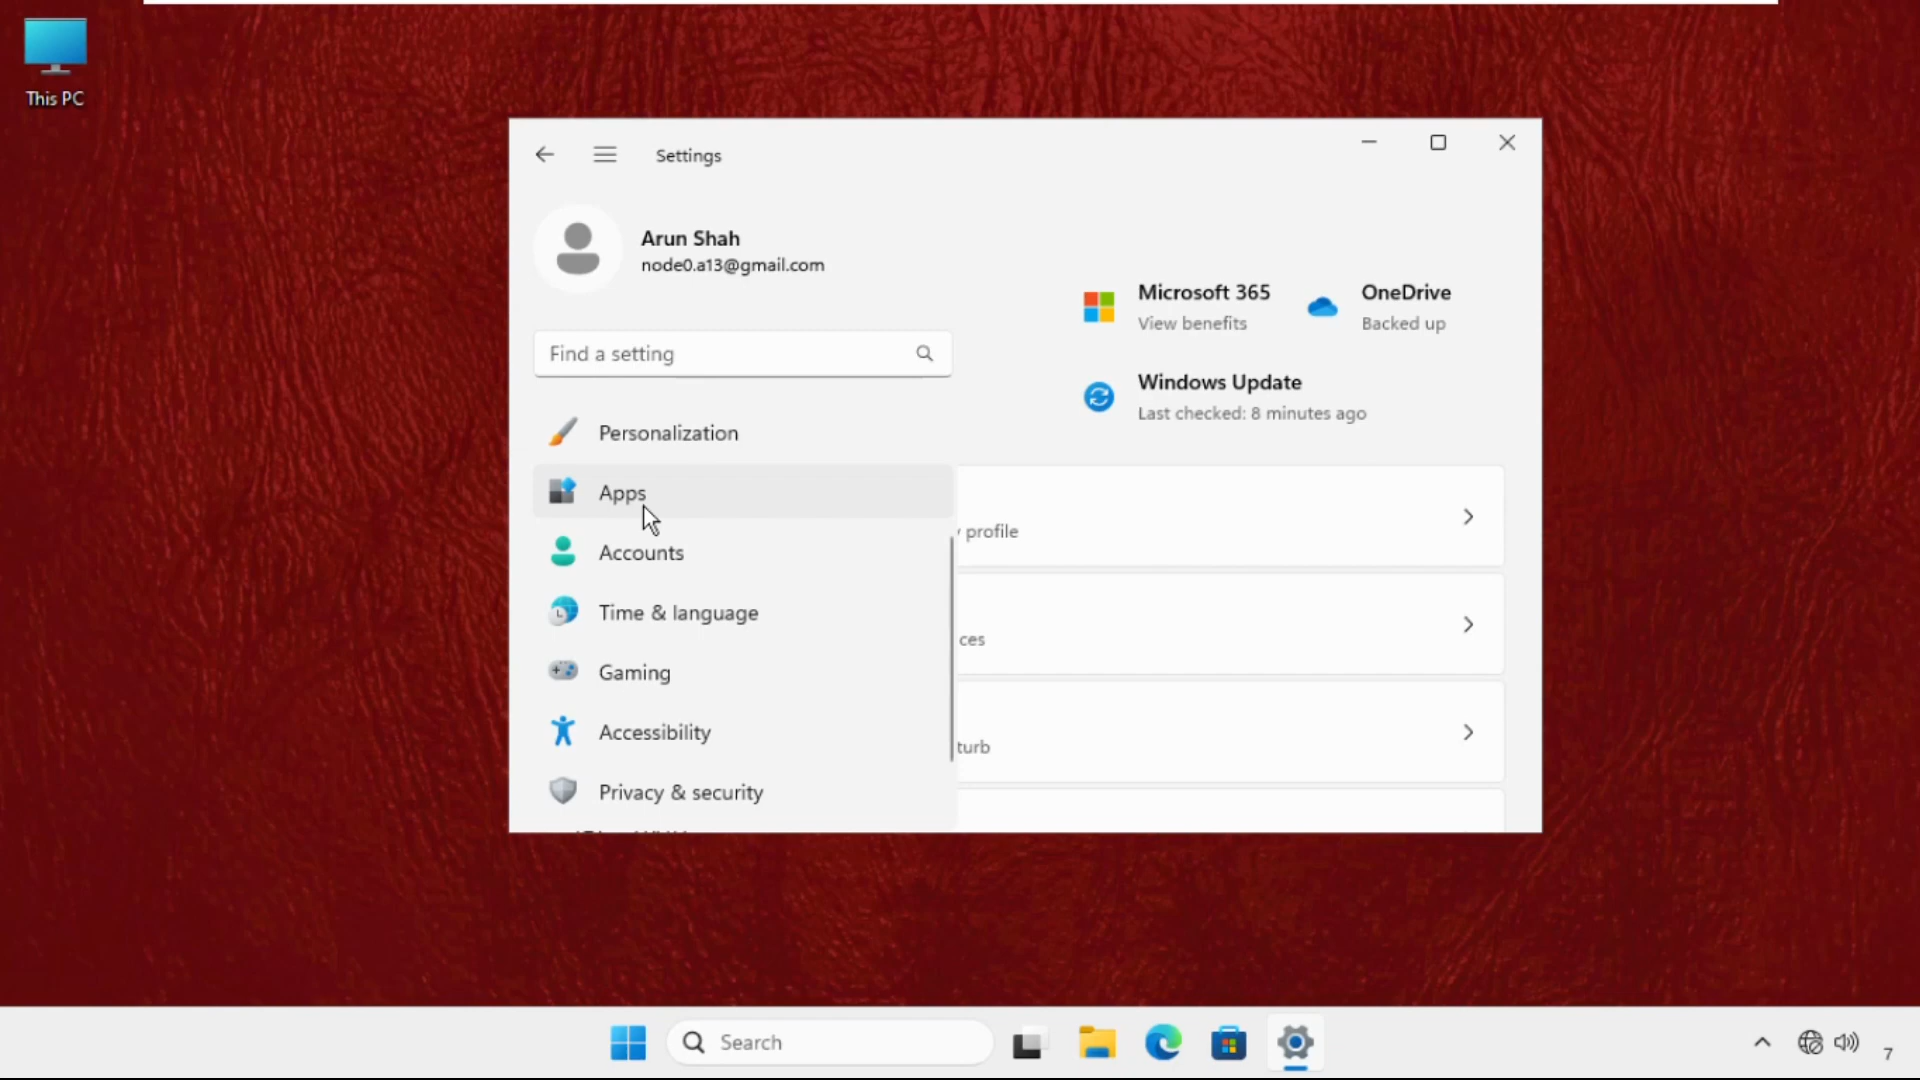 This PC
Settings
Arun Shah
node0.a13@gmail.com
Microsoft 365
View benefits
OneDrive
Backed up
Find a setting
Windows Update
Last checked: 8 minutes ago
Personalization
Apps
profile
Accounts
Time & language
ces
Gaming
Accessibility
turb
Privacy & security
Search
7